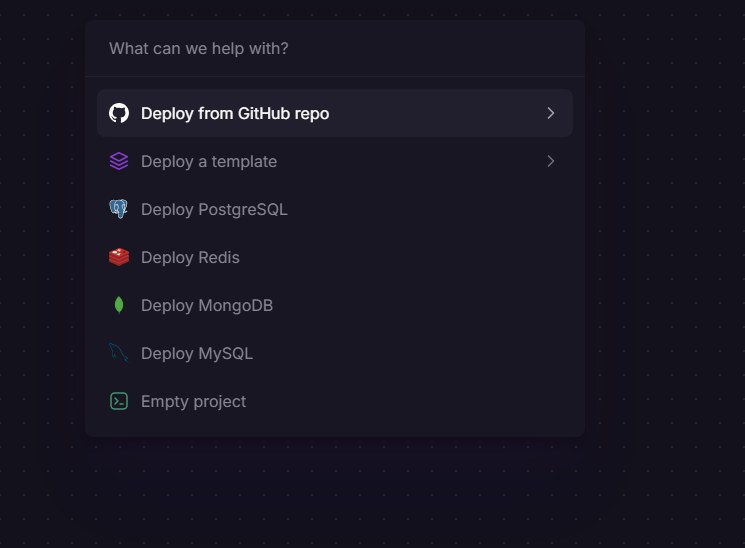 What can we help with?
Deploy from GitHub repo
Deploy a template
Deploy PostgreSQL
Deploy Redis
Deploy MongoDB
Deploy MySQL
Empty project